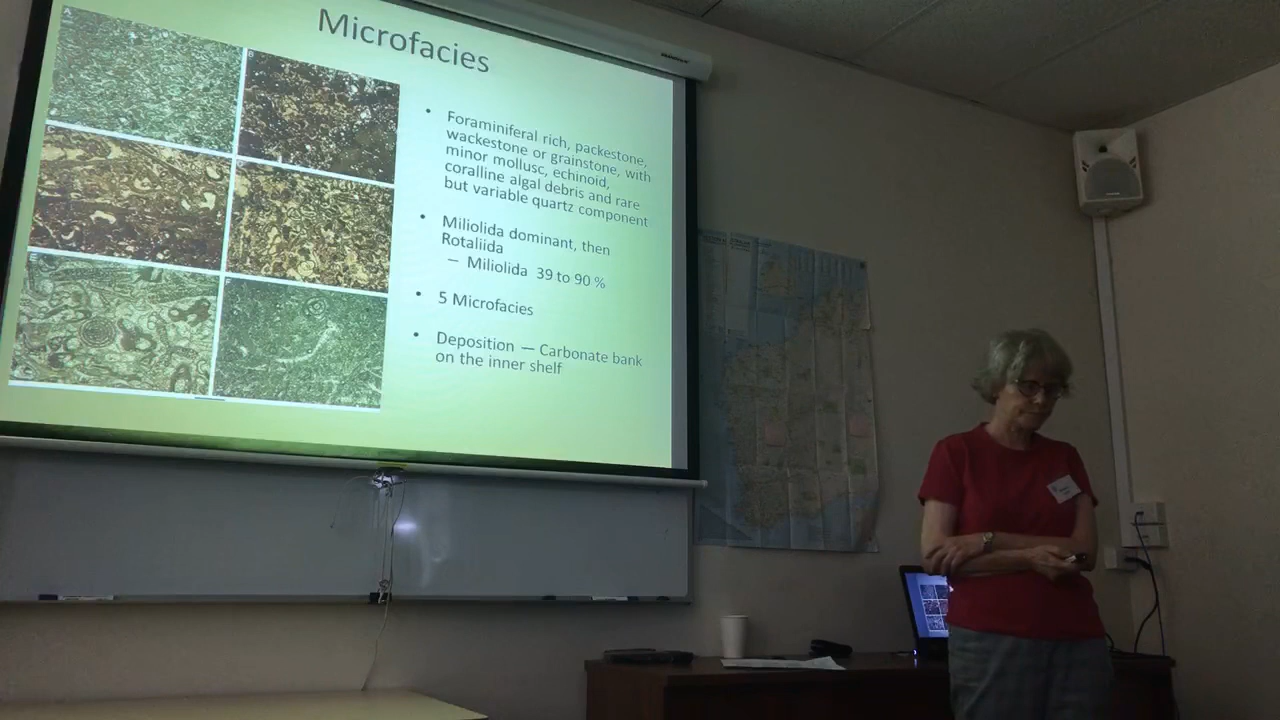 Microfacies
• Foraminiferal rich, packestone,
wackestone or grainstone, with
minor mollusc, echinoid,
coralline algal debris and rare
but variable quartz component
• Miliolida dominant, then
Rotaliida
– Miliolida 39 to 90 %
• 5 Microfacies
• Deposition — Carbonate bank
on the inner shelf